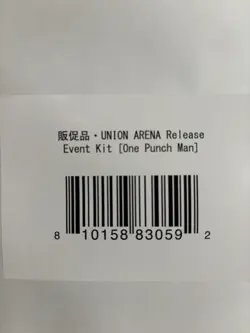 販促品・UNION ARENA Release
Event Kit [One Punch Man]
8 10158 83059 2